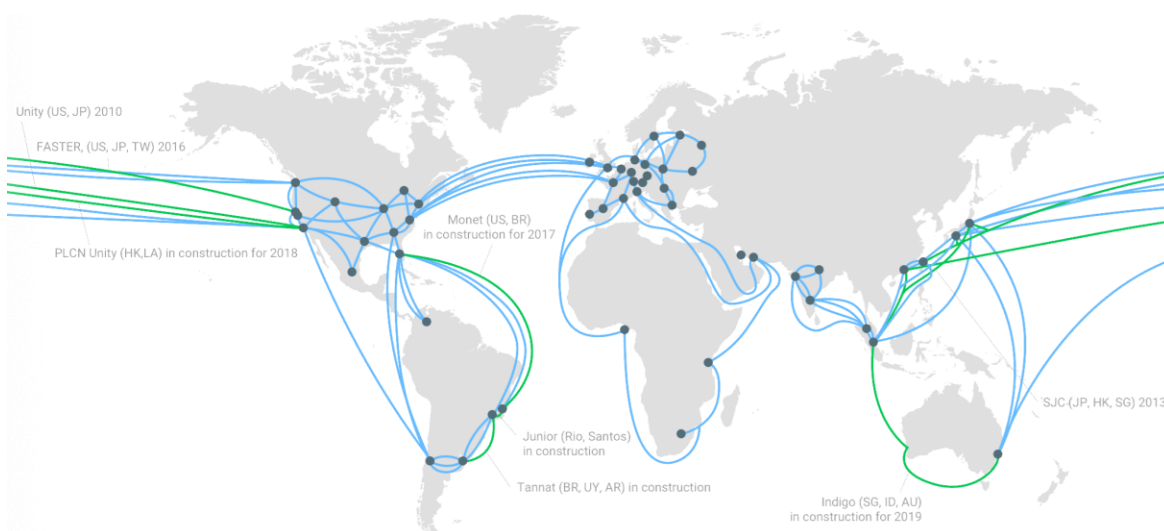 Unity (US, JP) 2010
FASTER, (US, JP, TW) 2016
PLCN Unity (HK,LA) in construction for 2018
Monet (US, BR)
in construction for 2017
Junior (Rio, Santos)
in construction
Tannat (BR, UY, AR) in construction
SJC (JP, HK, SG) 2013
Indigo (SG, ID, AU)
in construction for 2019